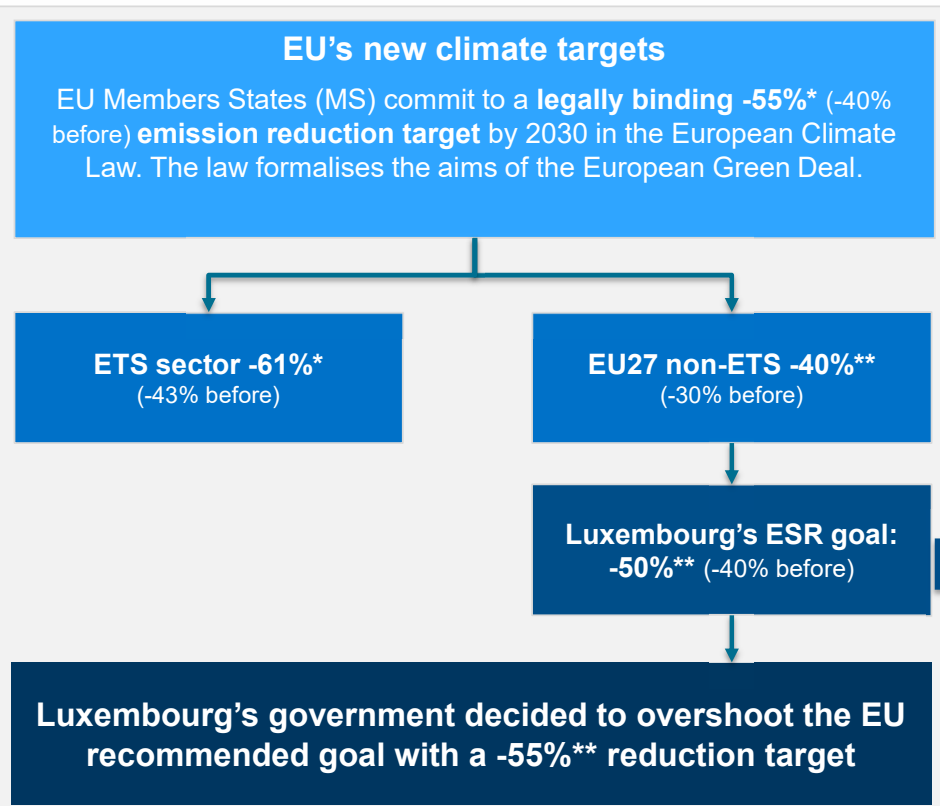 EU's new climate targets
EU Members States (MS) commit to a legally binding -55%* (-40%
before) emission reduction target by 2030 in the European Climate
Law. The law formalises the aims of the European Green Deal.
ETS sector -61%*
(-43% before)
EU27 non-ETS -40%**
(-30% before)
Luxembourg's ESR goal:
-50%** (-40% before)
Luxembourg's government decided to overshoot the EU
recommended goal with a -55%** reduction target